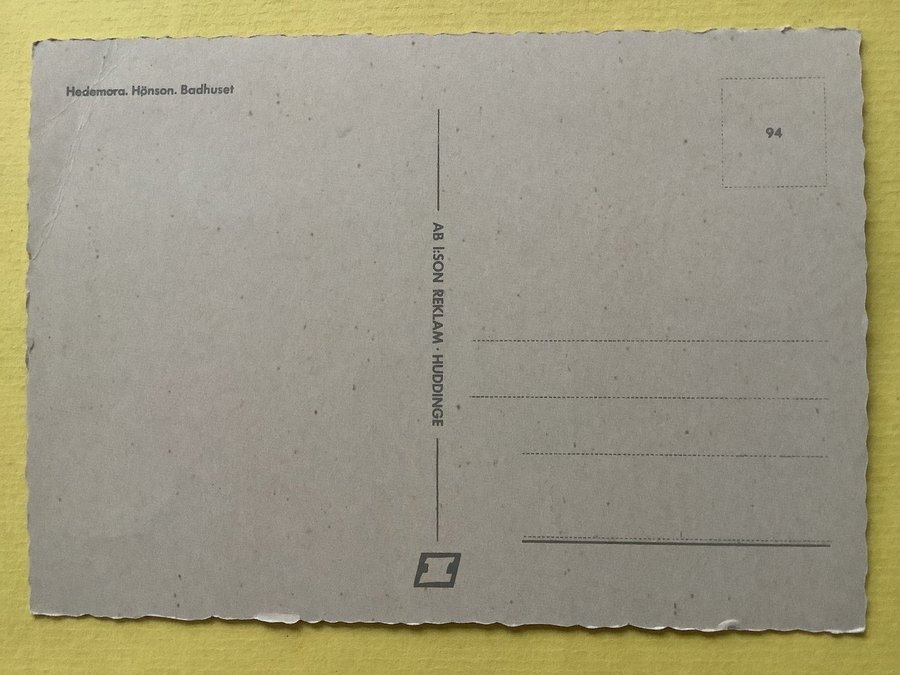 Hedemora. Hönson. Badhuset
94
AB I:SON REKLAM · HUDDINGE